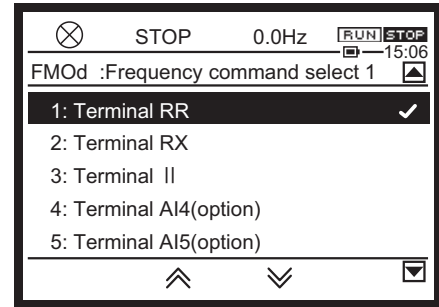 STOP 0.0Hz RUN STOP
15:06
FMOd :Frequency command select 1
1: Terminal RR
2: Terminal RX
3: Terminal II
4: Terminal AI4(option)
5: Terminal AI5(option)